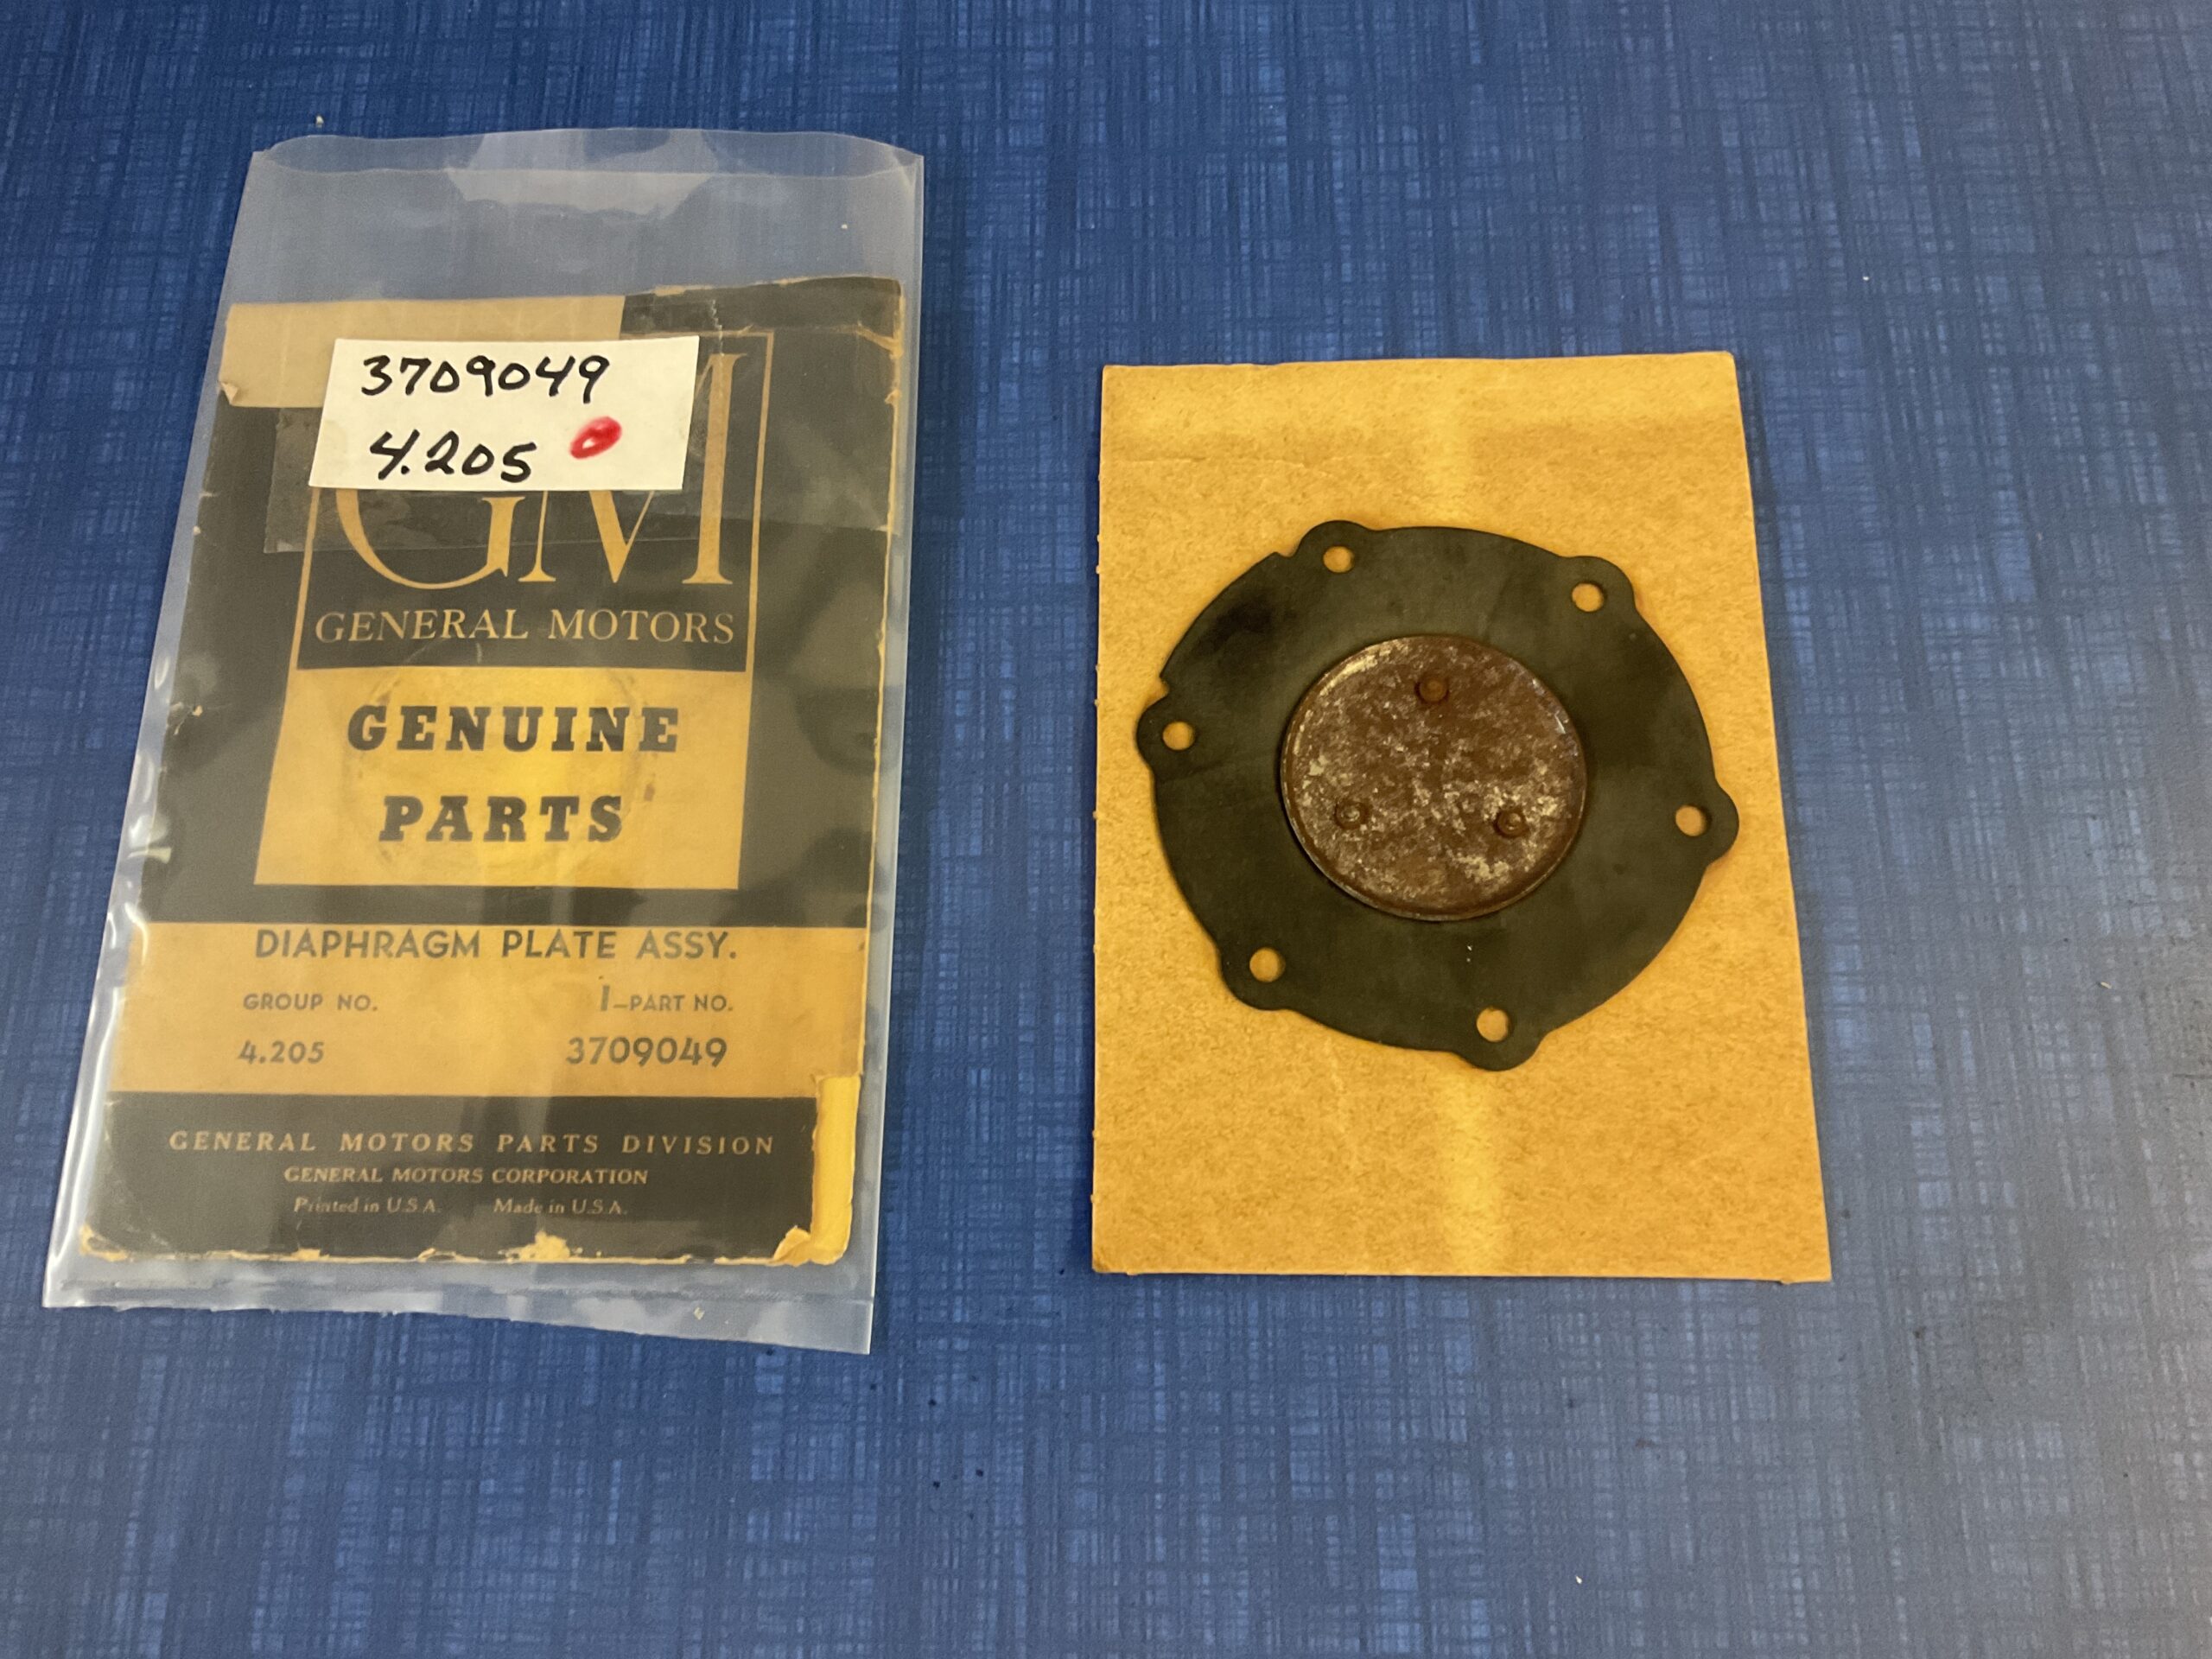 3709049
4.205
GM
GENERAL MOTORS
GENUINE
PARTS
DIAPHRAGM PLATE ASSY.
GROUP NO. 1-PART NO.
4.205 3709049
GENERAL MOTORS PARTS DIVISION
GENERAL MOTORS CORPORATION
Printed in U.S.A. Made in U.S.A.